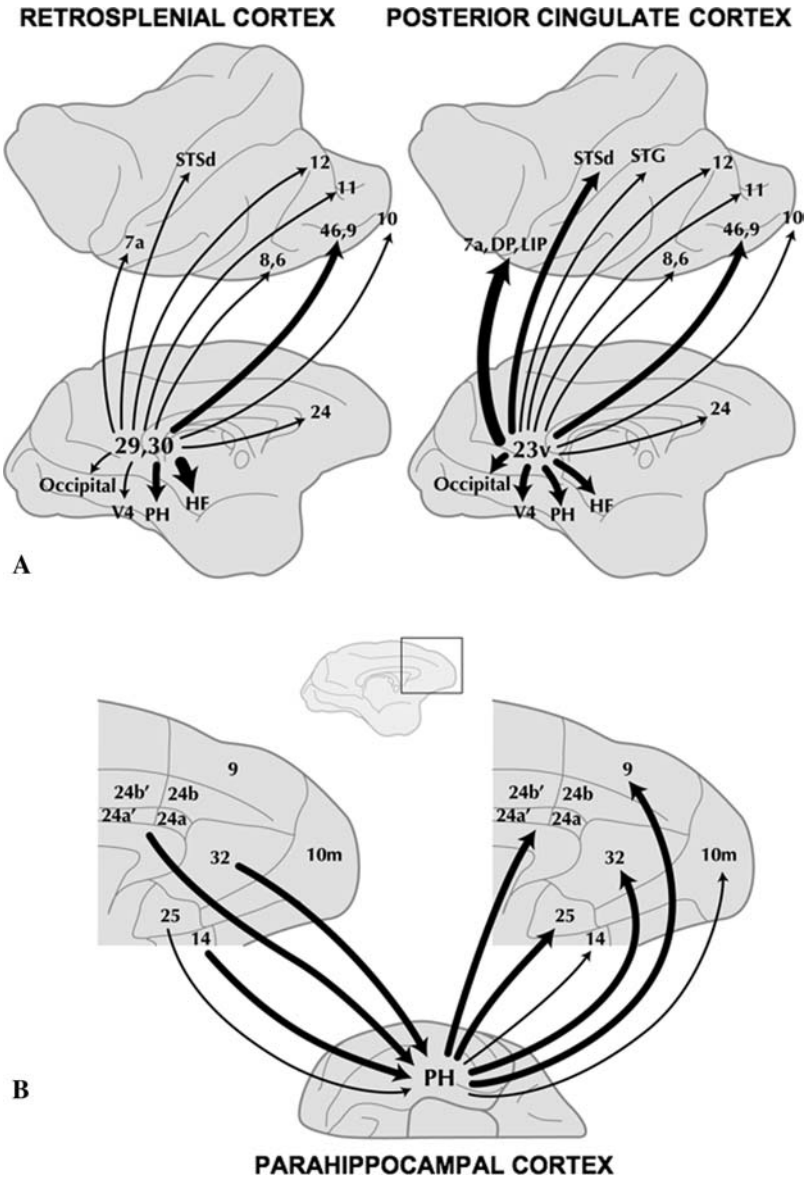 RETROSPLENIAL CORTEX
POSTERIOR CINGULATE CORTEX
STSd
12
11
10
46,9
7a
8,6
24
29,30
Occipital
V4
PH
HF
STSd
STG
12
11
10
46,9
7a, DP, LIP
8,6
24
23v
Occipital
V4
PH
HF
A
9
24b’
24b
24a’
24a
32
10m
25
14
9
24b’
24b
24a’
24a
32
10m
25
14
PH
B
PARAHIPPOCAMPAL CORTEX